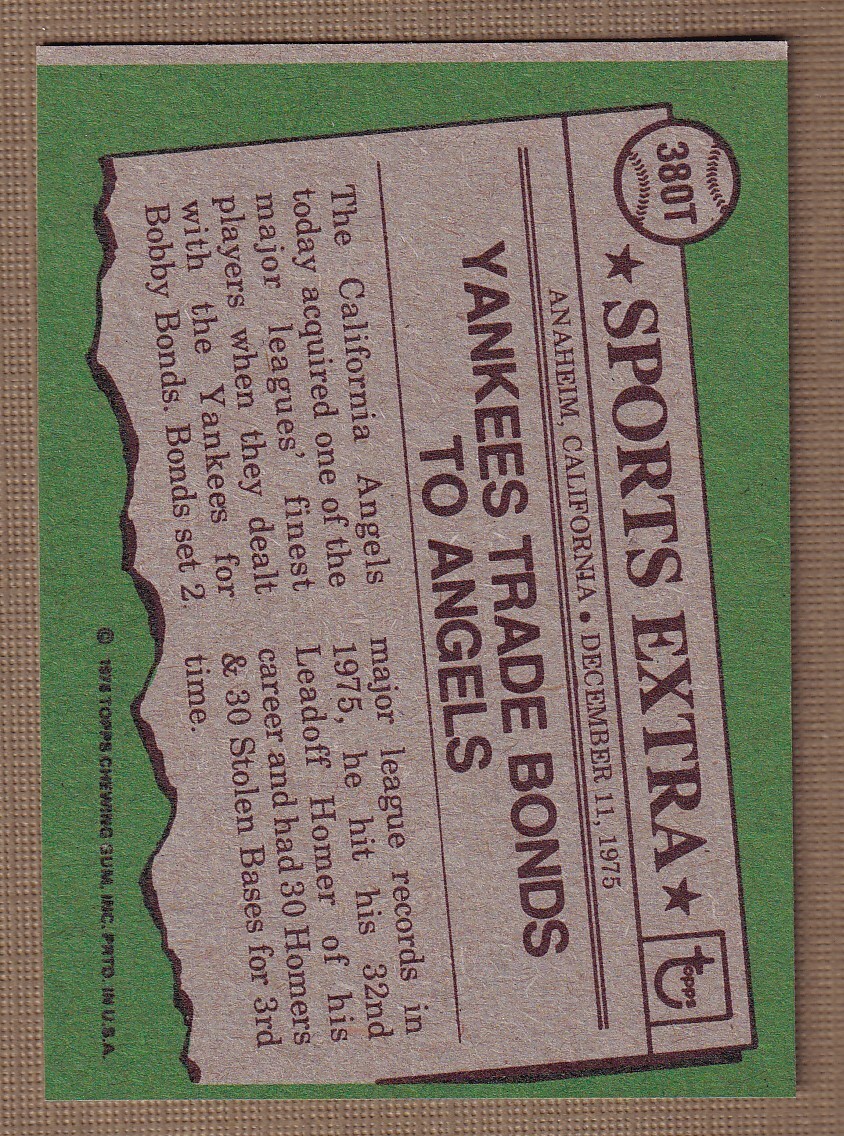 380T
★ SPORTS EXTRA ★
topps
ANAHEIM, CALIFORNIA • DECEMBER 11, 1975
YANKEES TRADE BONDS
TO ANGELS
The California Angels
today acquired one of the
major leagues' finest
players when they dealt
with the Yankees for
Bobby Bonds. Bonds set 2
major league records in
1975, he hit his 32nd
Leadoff Homer of his
career and had 30 Homers
& 30 Stolen Bases for 3rd
time.
© 1976 TOPPS CHEWING GUM, INC. PRTD. IN U.S.A.